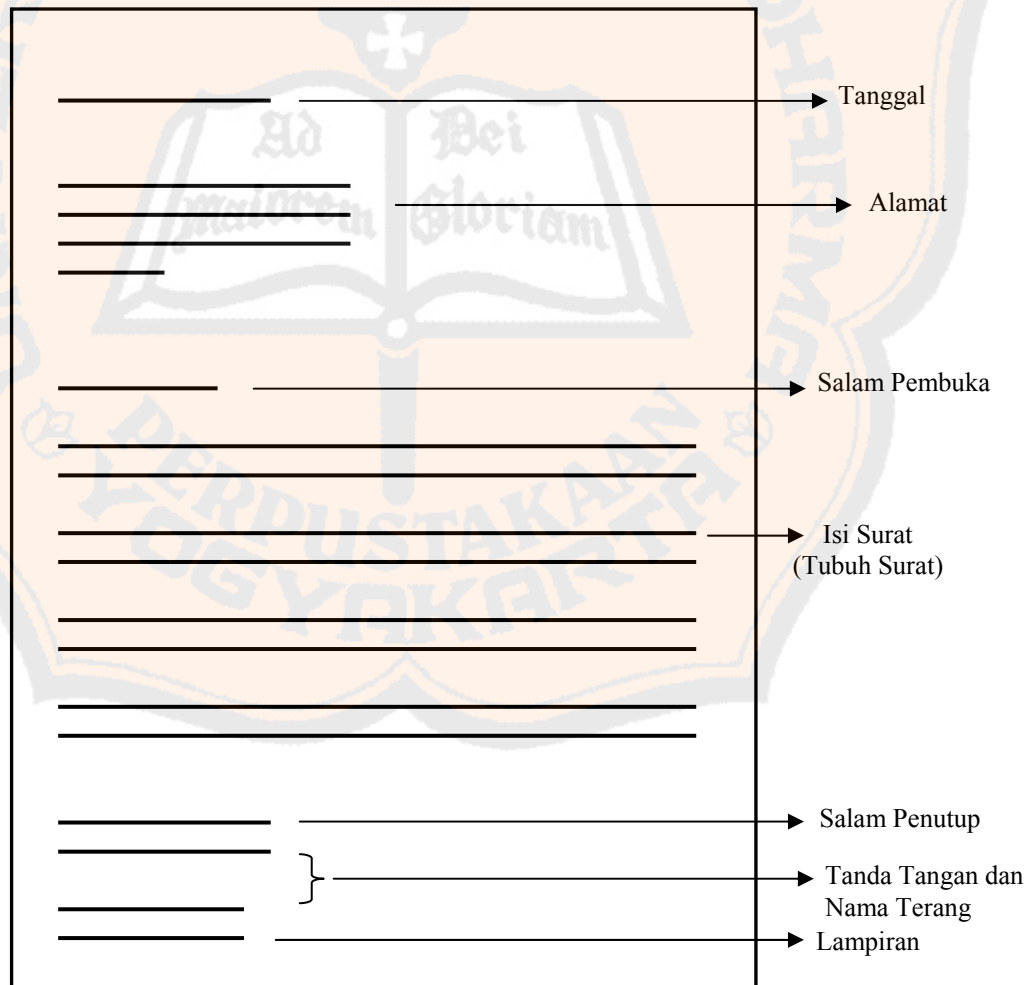 Tanggal
Ad Dei
maiorem Gloriam
Alamat
Salam Pembuka
PERPUSTAKAAN
YOGYAKARTA
Isi Surat
(Tubuh Surat)
Salam Penutup
Tanda Tangan dan
Nama Terang
Lampiran